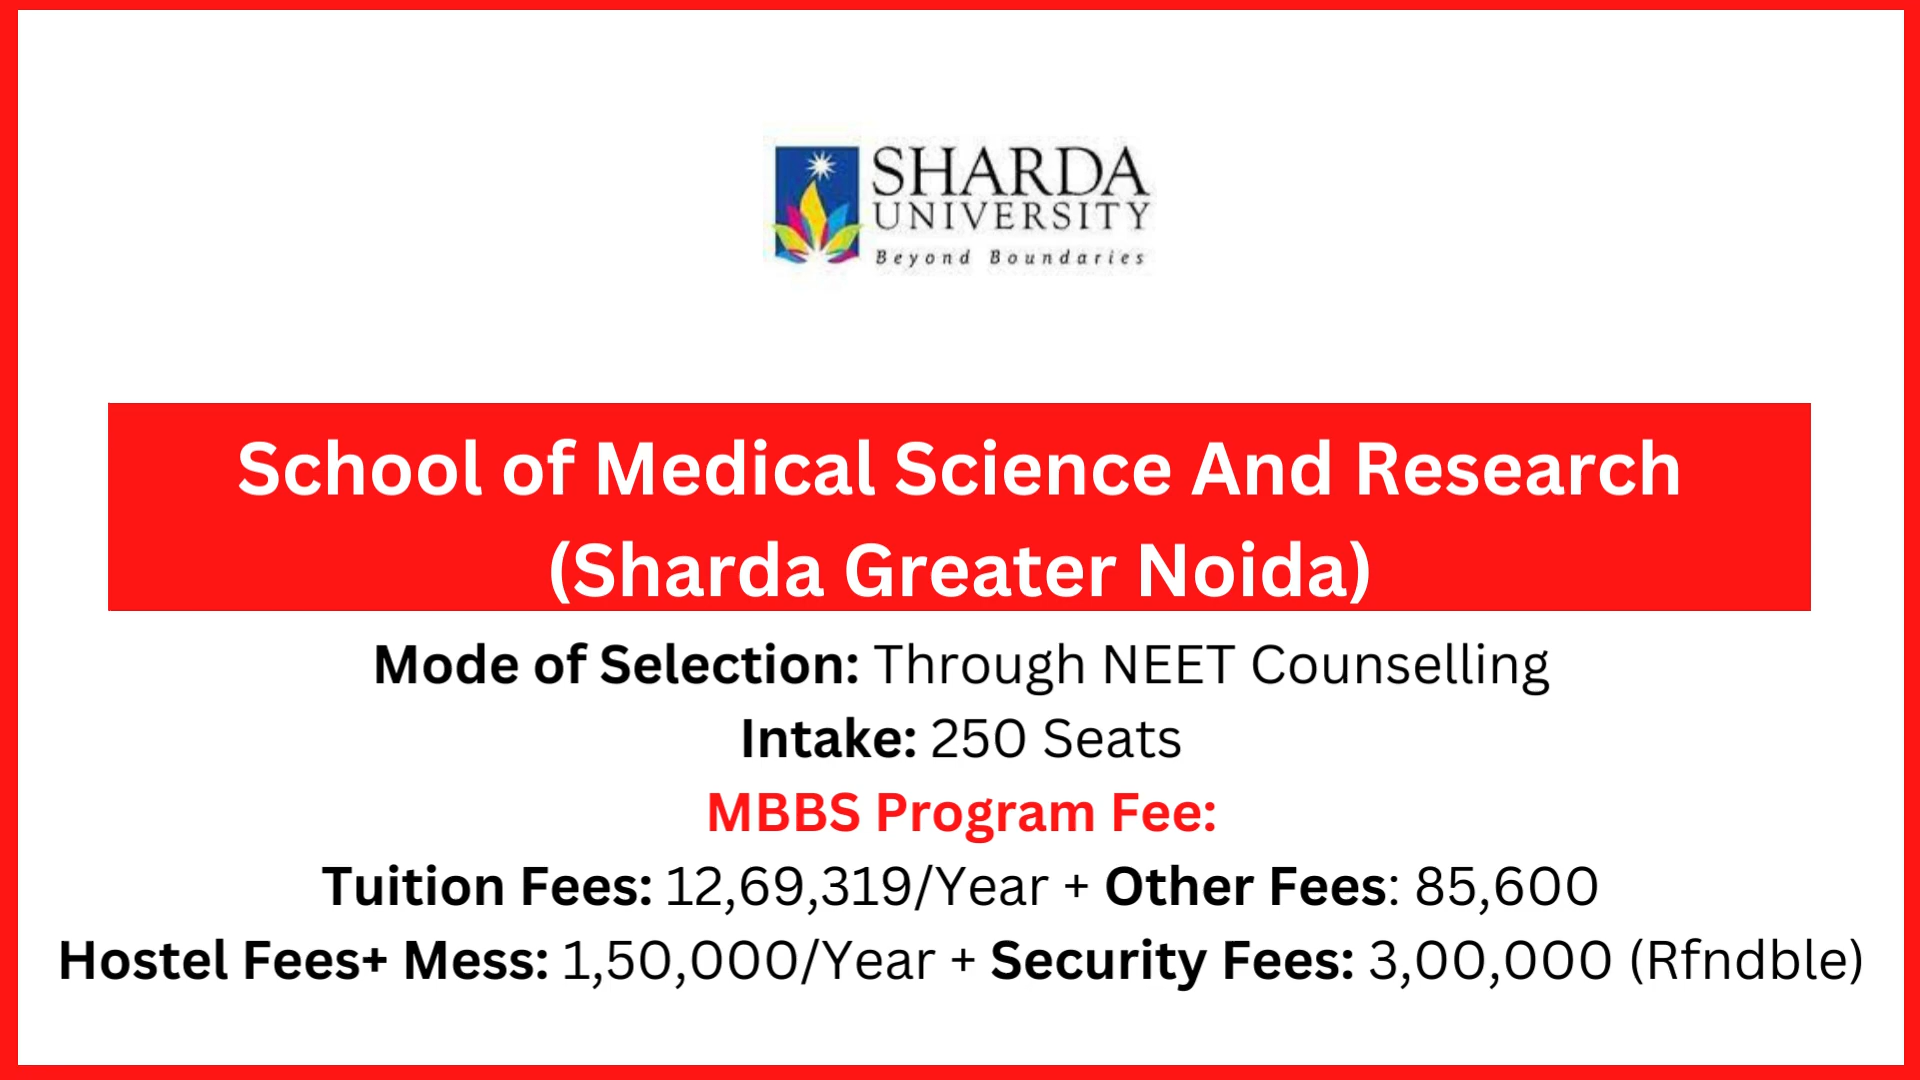 SHARDA
UNIVERSITY
Beyond Boundaries
School of Medical Science And Research
(Sharda Greater Noida)
Mode of Selection: Through NEET Counselling
Intake: 250 Seats
MBBS Program Fee:
Tuition Fees: 12,69,319/Year + Other Fees: 85,600
Hostel Fees+ Mess: 1,50,000/Year + Security Fees: 3,00,000 (Rfndble)